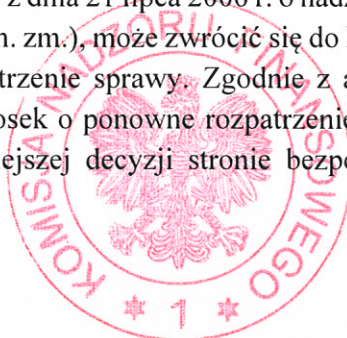 z dnia 21 lipca 2006 r. o nadz
n. zm.), może zwrócić się do
trzenie sprawy. Zgodnie z a
osek o ponowne rozpatrzenie
ejszej decyzji stronie bezpo
KOMISJA NADZORU FINANSOWEGO
* 1 *